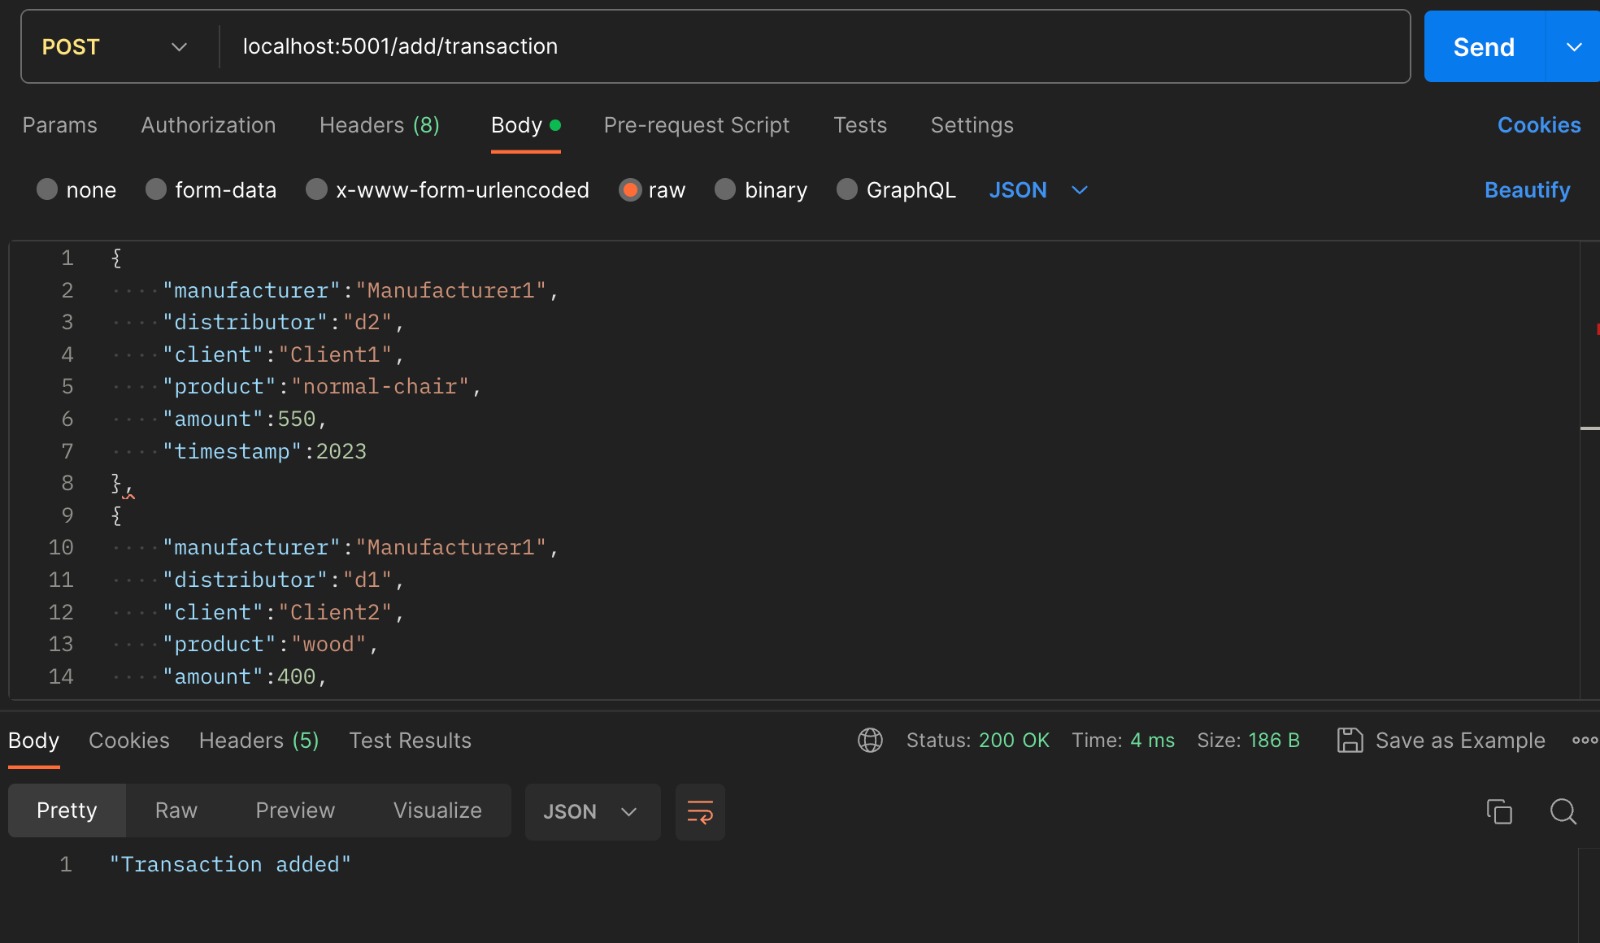 POST localhost:5001/add/transaction Send
Params Authorization Headers (8) Body Pre-request Script Tests Settings Cookies
none form-data x-www-form-urlencoded raw binary GraphQL JSON Beautify
1 {
2 "manufacturer":"Manufacturer1",
3 "distributor":"d2",
4 "client":"Client1",
5 "product":"normal-chair",
6 "amount":550,
7 "timestamp":2023
8 },
9 {
10 "manufacturer":"Manufacturer1",
11 "distributor":"d1",
12 "client":"Client2",
13 "product":"wood",
14 "amount":400,
Body Cookies Headers (5) Test Results Status: 200 OK Time: 4 ms Size: 186 B Save as Example
Pretty Raw Preview Visualize JSON
1 "Transaction added"